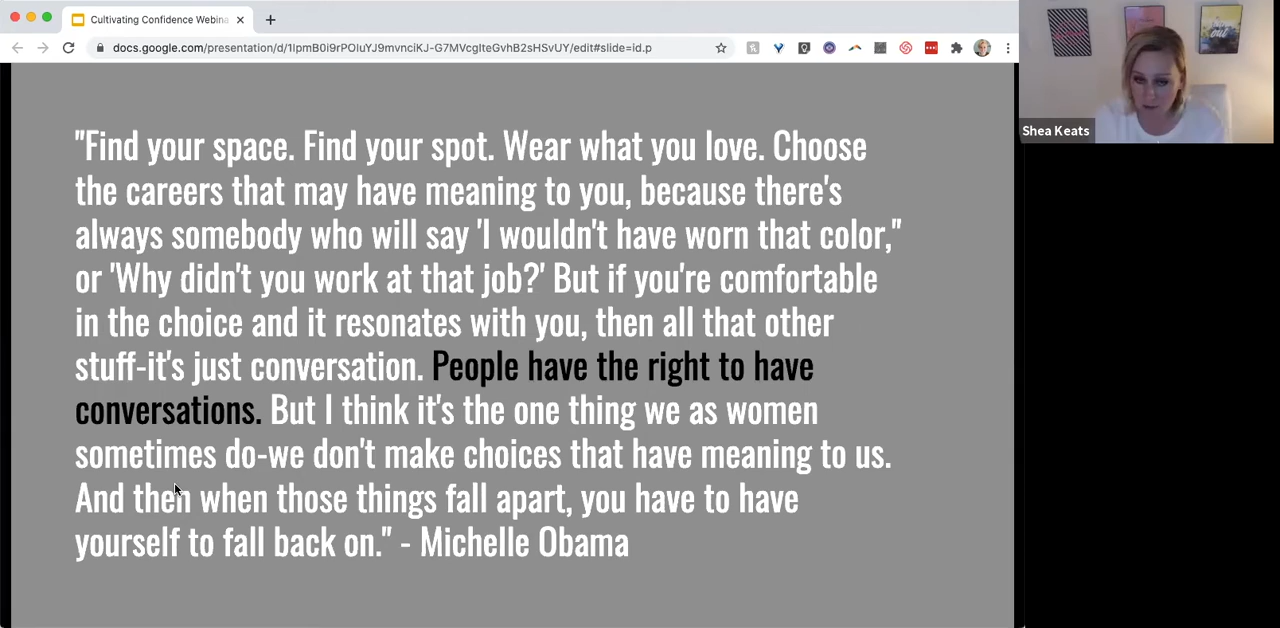 Cultivating Confidence Webina
docs.google.com/presentation/d/1IpmB0i9rPOIuYJ9mvnciKJ-G7MVcgIteGvhB2sHSvUY/edit#slide=id.p
Shea Keats
"Find your space. Find your spot. Wear what you love. Choose
the careers that may have meaning to you, because there's
always somebody who will say 'I wouldn't have worn that color,"
or 'Why didn't you work at that job?' But if you're comfortable
in the choice and it resonates with you, then all that other
stuff-it's just conversation. People have the right to have
conversations. But I think it's the one thing we as women
sometimes do-we don't make choices that have meaning to us.
And then when those things fall apart, you have to have
yourself to fall back on." - Michelle Obama